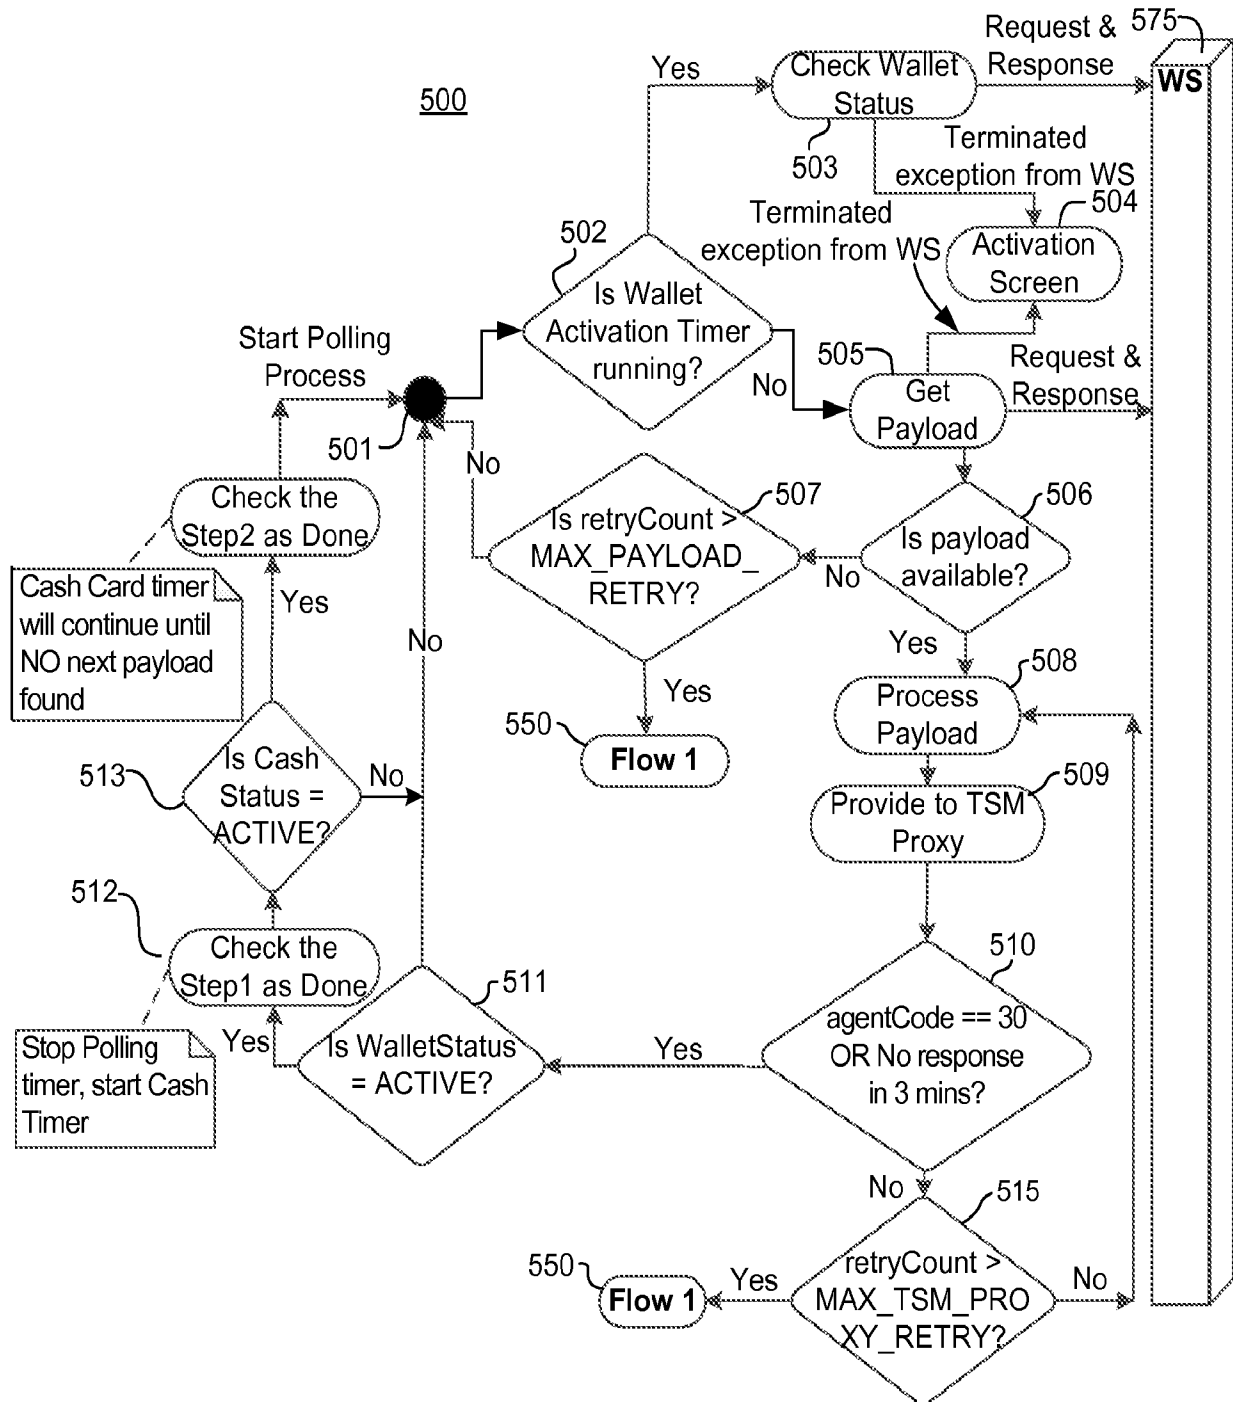 575
Request &
Response
WS
Yes
Check Wallet
Status
500
503
Terminated
exception from WS
504
Terminated
exception from WS
Activation
Screen
502
Is Wallet
Activation Timer
running?
Start Polling
Process
No
505
Get
Payload
Request &
Response
501
No
Check the
Step2 as Done
507
Is retryCount >
MAX_PAYLOAD_
RETRY?
506
Is payload
available?
No
Cash Card timer
will continue until
NO next payload
found
Yes
No
Yes
Yes
508
Process
Payload
550
Flow 1
513
Is Cash
Status =
ACTIVE?
No
509
Provide to TSM
Proxy
512
Check the
Step1 as Done
511
510
agentCode == 30
OR No response
in 3 mins?
Stop Polling
timer, start Cash
Timer
Yes
Is WalletStatus
= ACTIVE?
Yes
No
515
550
Flow 1
Yes
retryCount >
MAX_TSM_PRO
XY_RETRY?
No